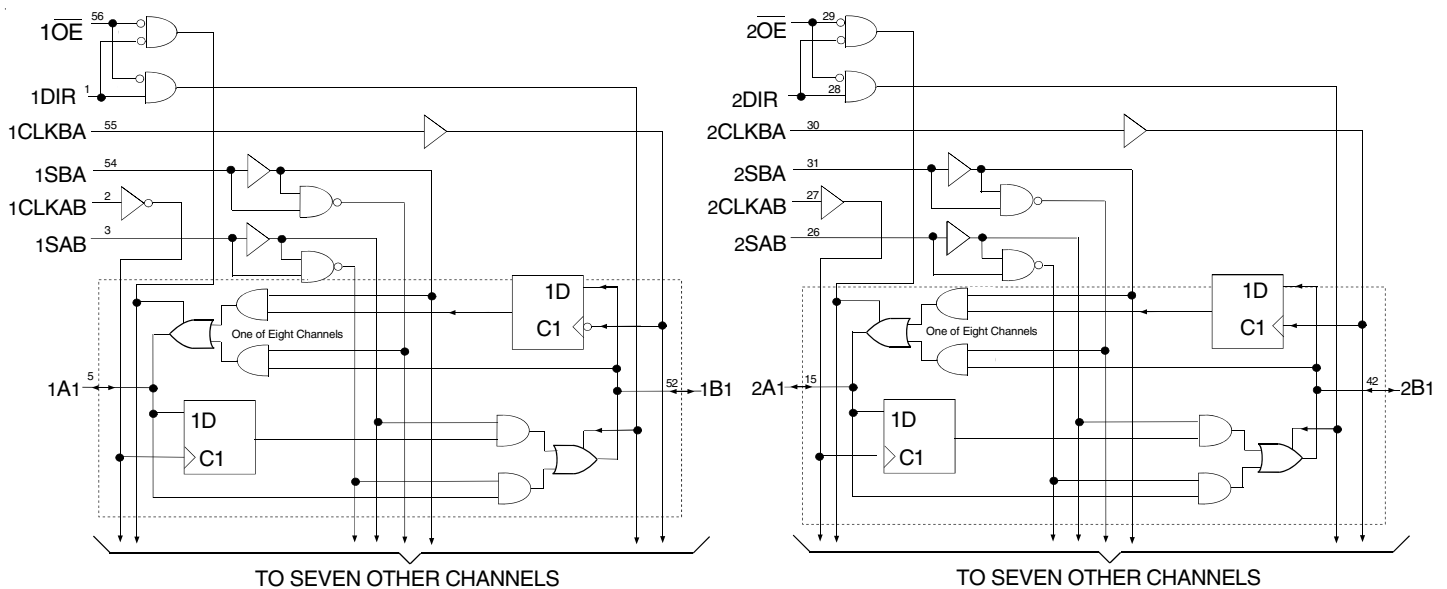 56
1OE
1DIR
1
1CLKBA
55
1SBA
54
1CLKAB
2
1SAB
3
1D
C1
One of Eight Channels
1A1
5
52
1B1
1D
C1
TO SEVEN OTHER CHANNELS
29
2OE
2DIR
28
2CLKBA
30
2SBA
31
2CLKAB
27
2SAB
26
1D
C1
One of Eight Channels
2A1
15
42
2B1
1D
C1
TO SEVEN OTHER CHANNELS